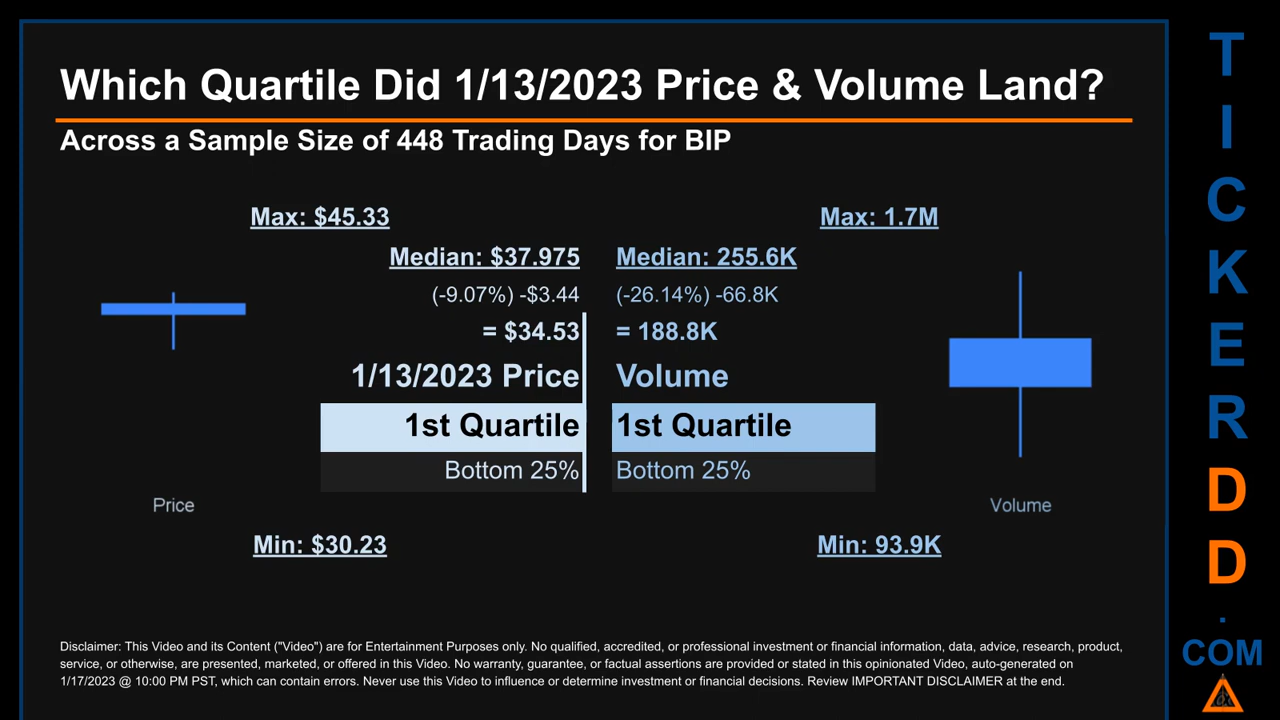 Which Quartile Did 1/13/2023 Price & Volume Land?
Across a Sample Size of 448 Trading Days for BIP
Max: $45.33
Max: 1.7M
Median: $37.975
Median: 255.6K
(-9.07%) -$3.44
(-26.14%) -66.8K
= $34.53
= 188.8K
1/13/2023 Price
Volume
1st Quartile
1st Quartile
Bottom 25%
Bottom 25%
Price
Volume
Min: $30.23
Min: 93.9K
Disclaimer: This Video and its Content ("Video") are for Entertainment Purposes only. No qualified, accredited, or professional investment or financial information, data, advice, research, product,
service, or otherwise, are presented, marketed, or offered in this Video. No warranty, guarantee, or factual assertions are provided or stated in this opinionated Video, auto-generated on
1/17/2023 @ 10:00 PM PST, which can contain errors. Never use this Video to influence or determine investment or financial decisions. Review IMPORTANT DISCLAIMER at the end.
T
I
C
K
E
R
D
D
.
COM